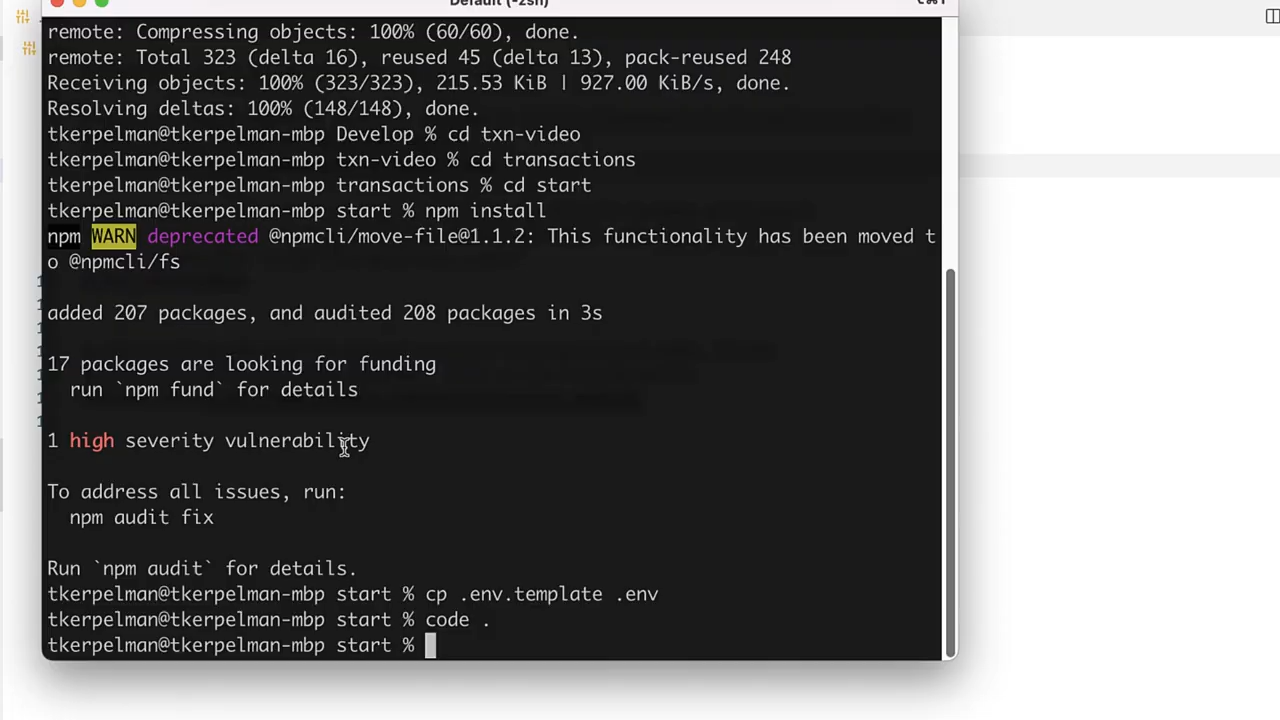 Default (-zsh)
remote: Compressing objects: 100% (60/60), done.
remote: Total 323 (delta 16), reused 45 (delta 13), pack-reused 248
Receiving objects: 100% (323/323), 215.53 KiB | 927.00 KiB/s, done.
Resolving deltas: 100% (148/148), done.
tkerpelman@tkerpelman-mbp Develop % cd txn-video
tkerpelman@tkerpelman-mbp txn-video % cd transactions
tkerpelman@tkerpelman-mbp transactions % cd start
tkerpelman@tkerpelman-mbp start % npm install
npm WARN deprecated @npmcli/move-file@1.1.2: This functionality has been moved t
o @npmcli/fs
added 207 packages, and audited 208 packages in 3s
17 packages are looking for funding
run `npm fund` for details
1 high severity vulnerability
To address all issues, run:
npm audit fix
Run `npm audit` for details.
tkerpelman@tkerpelman-mbp start % cp .env.template .env
tkerpelman@tkerpelman-mbp start % code .
tkerpelman@tkerpelman-mbp start %